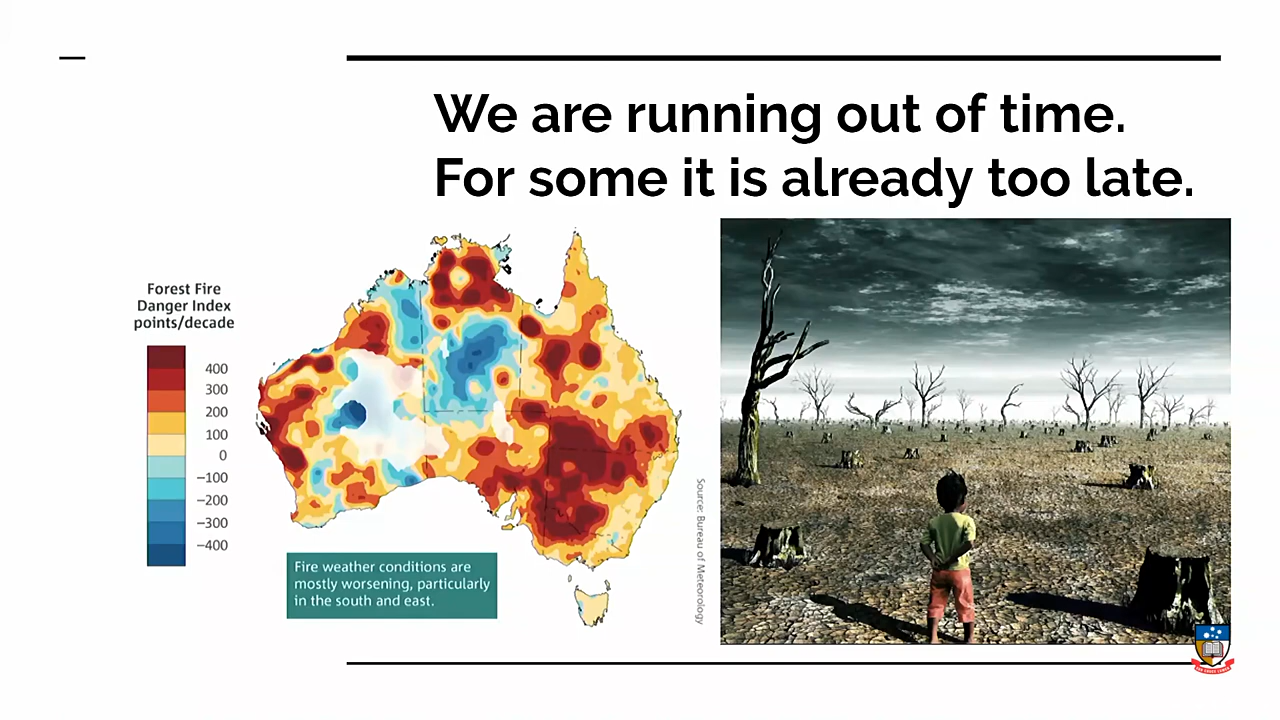 We are running out of time.
For some it is already too late.
Forest Fire
Danger Index
points/decade
400
300
200
100
0
−100
−200
−300
−400
Fire weather conditions are
mostly worsening, particularly
in the south and east.
Source: Bureau of Meteorology